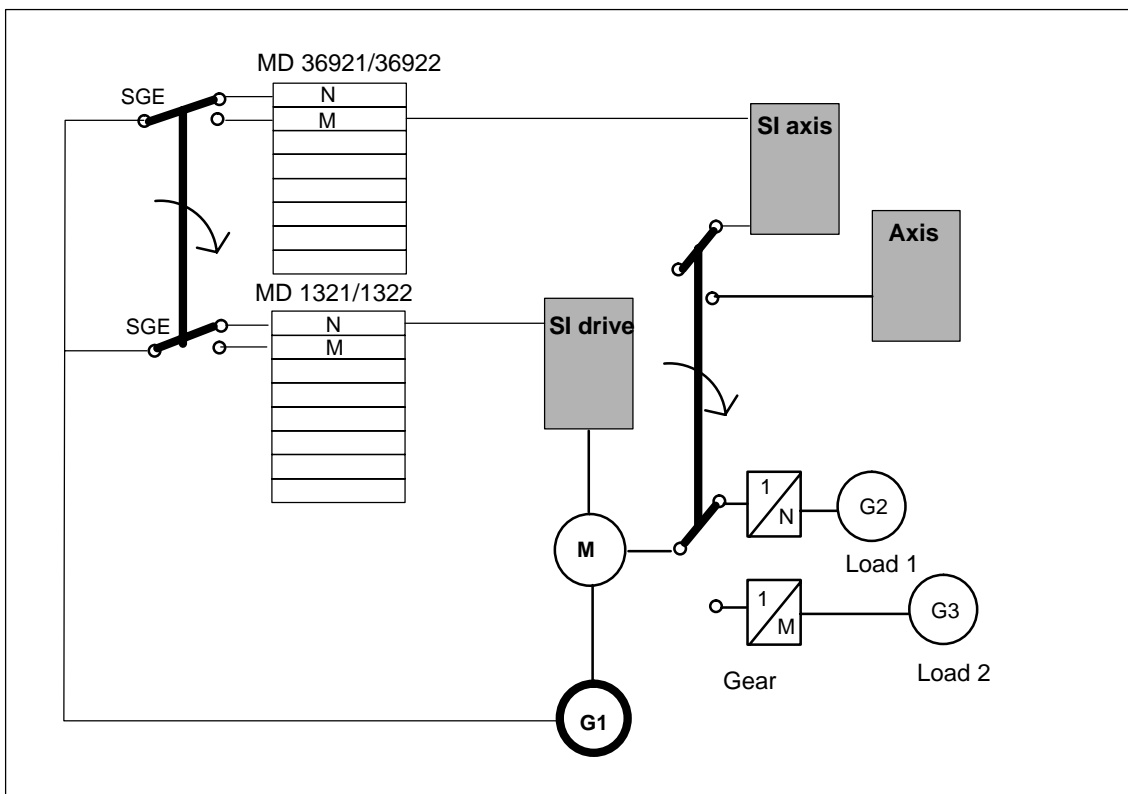 MD 36921/36922
SGE
N
M
SI axis
Axis
MD 1321/1322
SGE
N
M
SI drive
1
N
G2
Load 1
M
1
M
G3
Load 2
Gear
G1